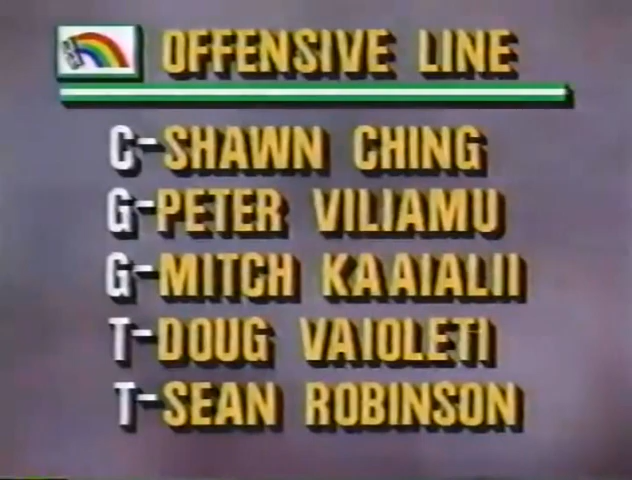 OFFENSIVE LINE
C-SHAWN CHING
G-PETER VILIAMU
G-MITCH KAAIALII
T-DOUG VAIOLETI
T-SEAN ROBINSON